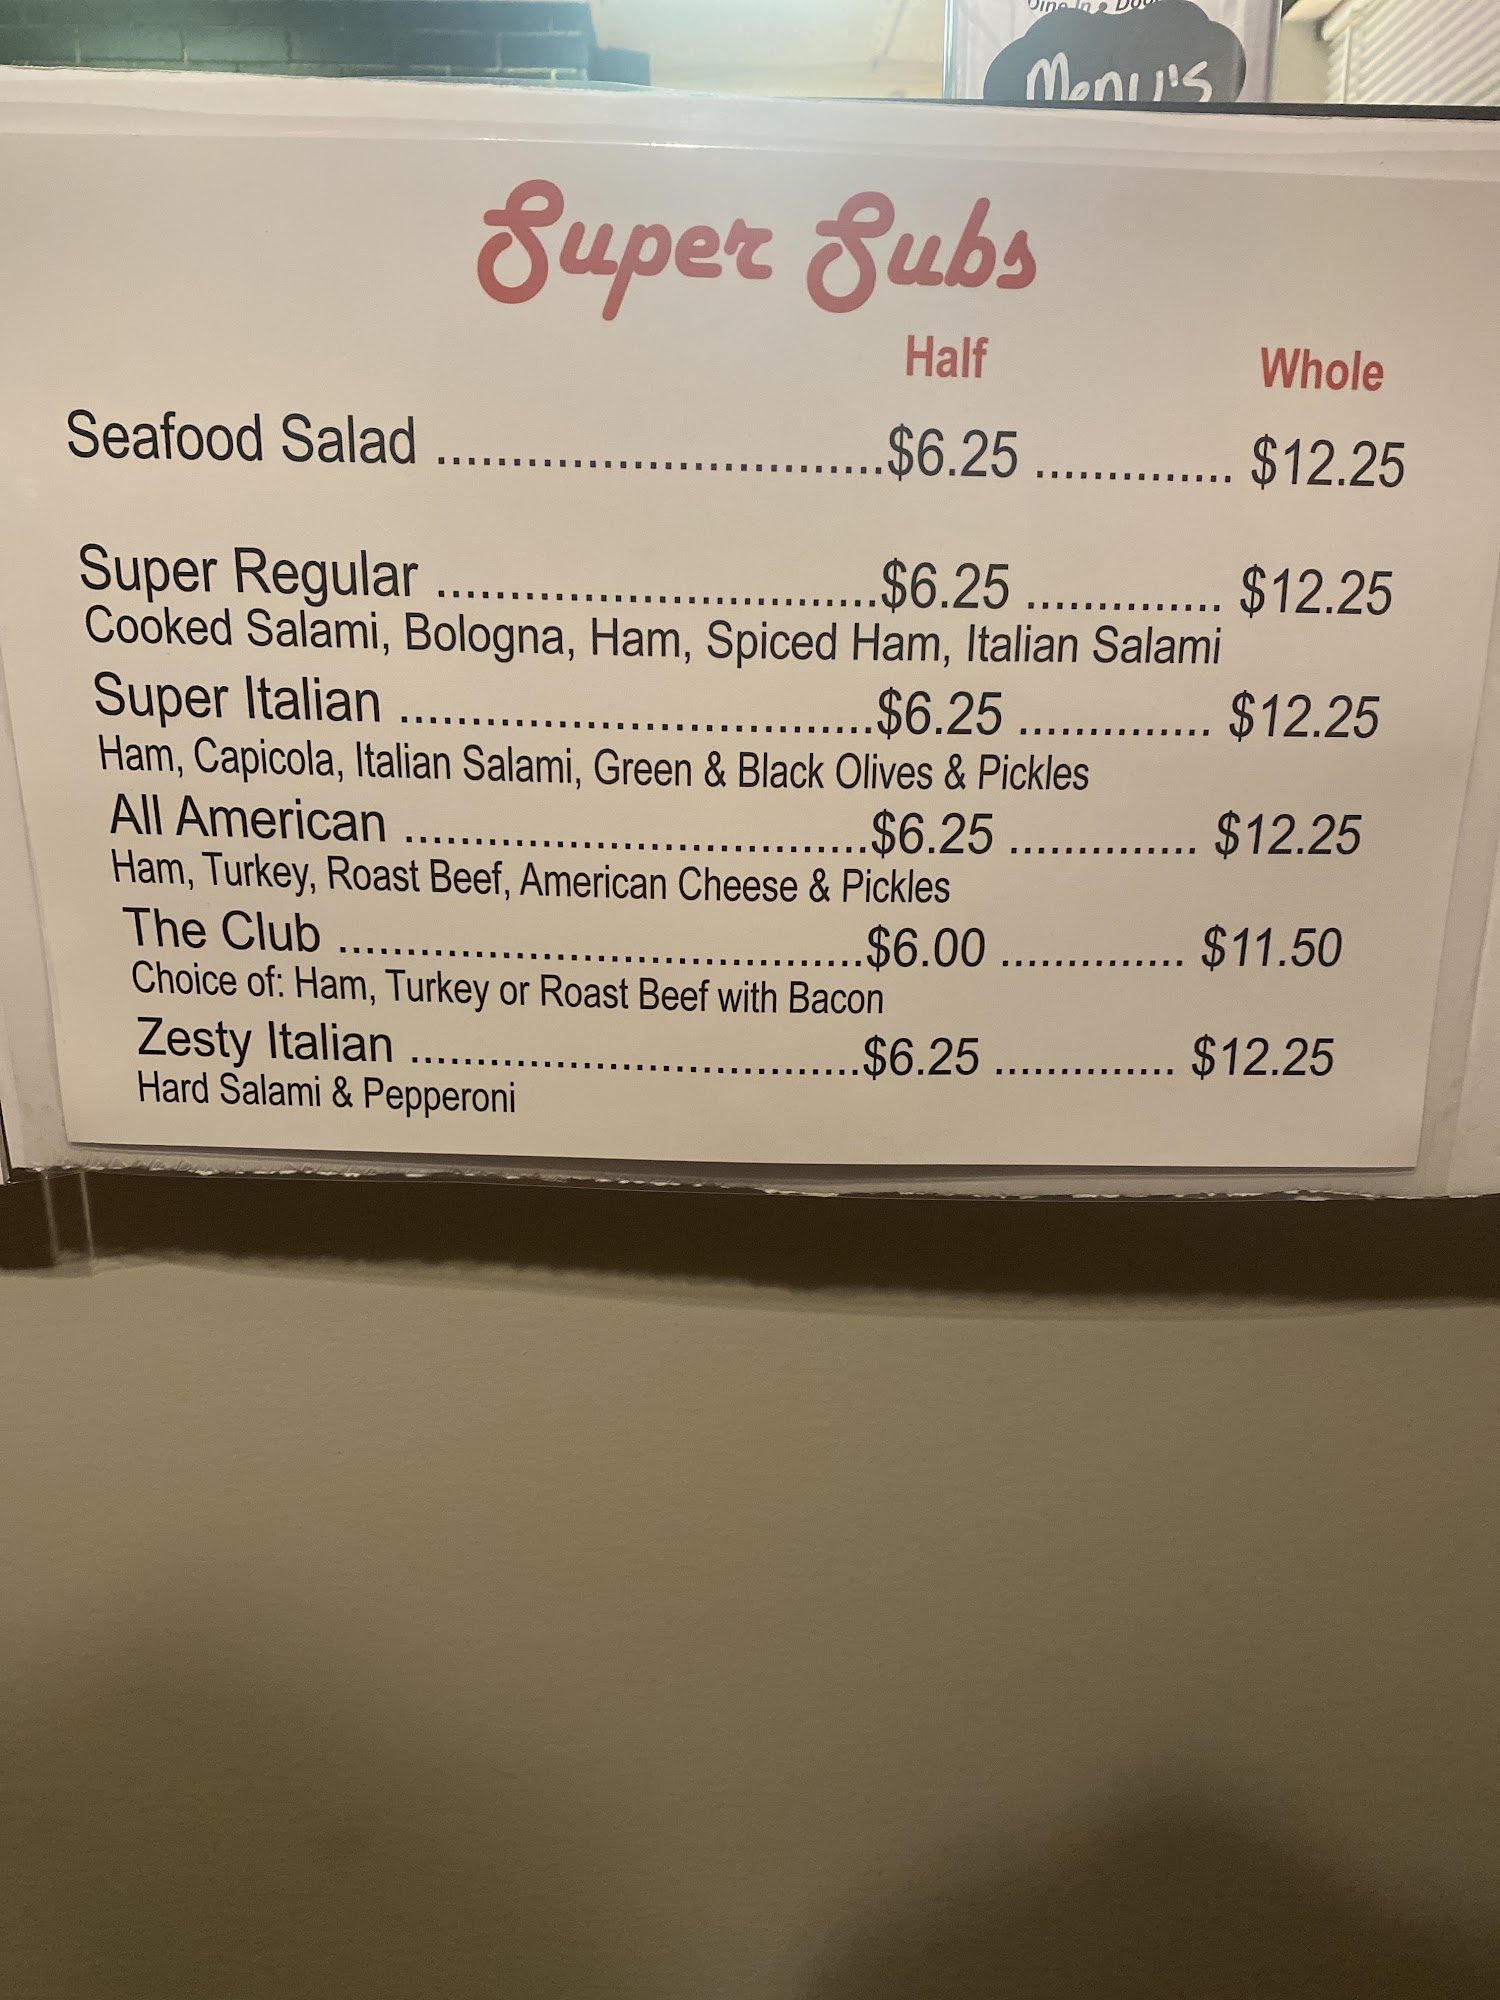 Menu's
Super Subs
Half Whole
Seafood Salad ................................$6.25 .............. $12.25
Super Regular ................................$6.25 .............. $12.25
Cooked Salami, Bologna, Ham, Spiced Ham, Italian Salami
Super Italian ..................................$6.25 .............. $12.25
Ham, Capicola, Italian Salami, Green & Black Olives & Pickles
All American ..................................$6.25 .............. $12.25
Ham, Turkey, Roast Beef, American Cheese & Pickles
The Club .......................................$6.00 .............. $11.50
Choice of: Ham, Turkey or Roast Beef with Bacon
Zesty Italian ...................................$6.25 .............. $12.25
Hard Salami & Pepperoni